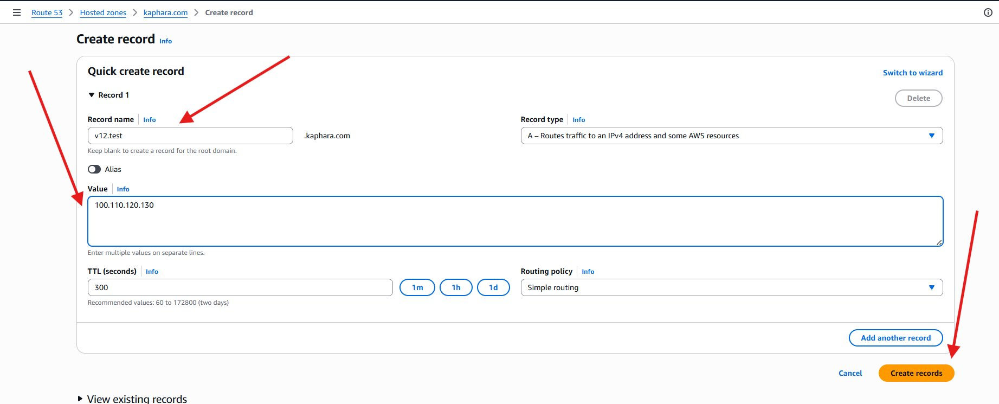 Route 53 > Hosted zones > kaphara.com > Create record
Create record Info
Quick create record
Switch to wizard
Record 1
Delete
Record name Info
v12.test .kaphara.com
Keep blank to create a record for the root domain.
Record type Info
A – Routes traffic to an IPv4 address and some AWS resources
Alias
Value Info
100.110.120.130
Enter multiple values on separate lines.
TTL (seconds) Info
300 1m 1h 1d
Recommended values: 60 to 172800 (two days)
Routing policy Info
Simple routing
Add another record
Cancel Create records
View existing records